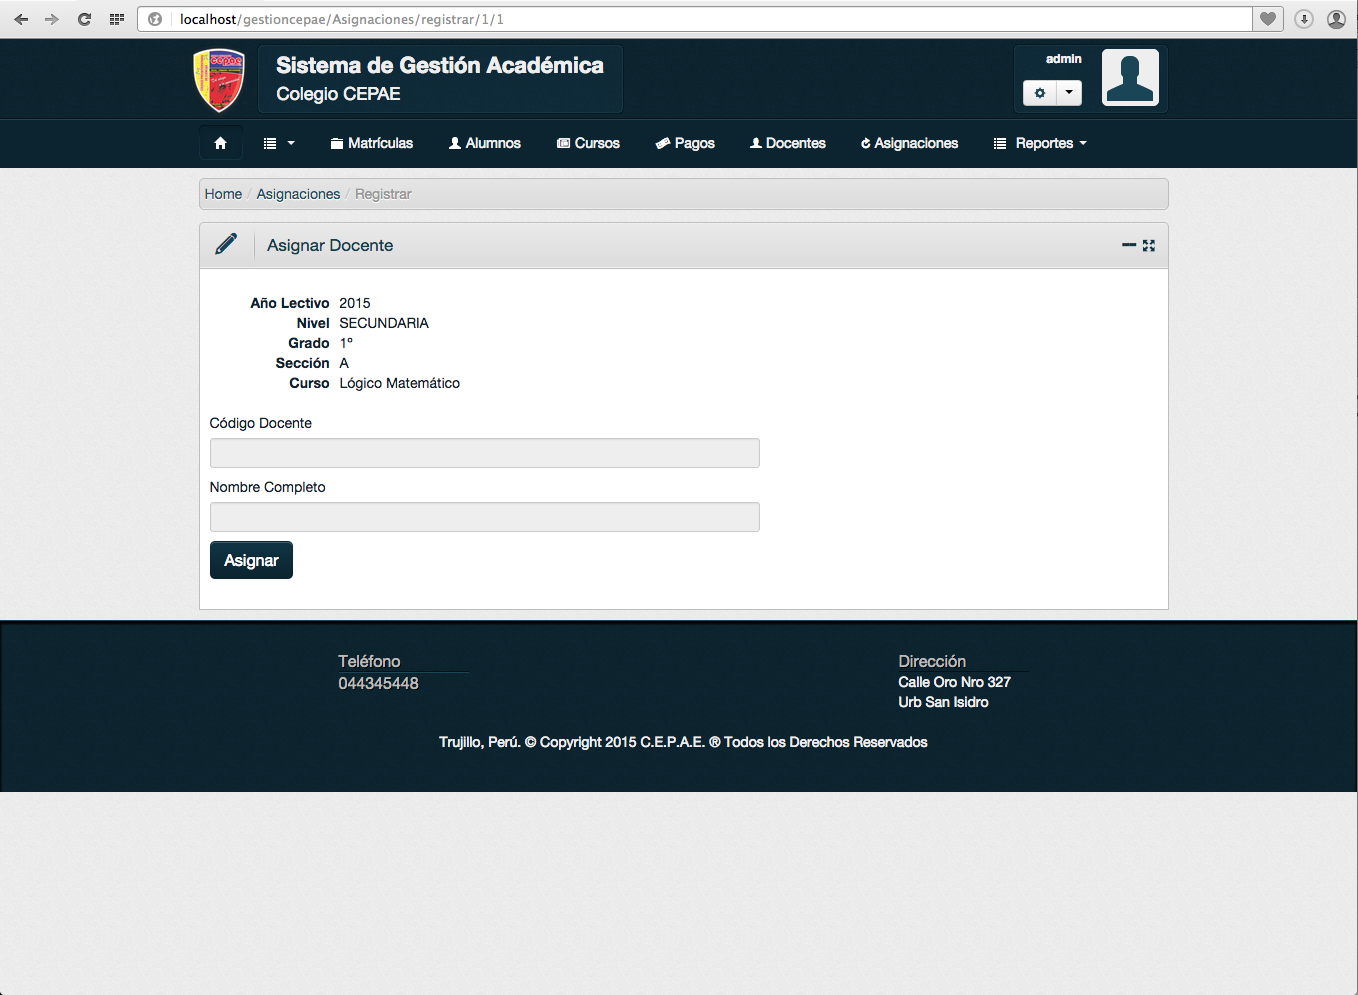 localhost/gestioncepae/Asignaciones/registrar/1/1
cepae
Sistema de Gestión Académica
Colegio CEPAE
admin
Matrículas Alumnos Cursos Pagos Docentes Asignaciones Reportes
Home / Asignaciones / Registrar
Asignar Docente
Año Lectivo 2015
Nivel SECUNDARIA
Grado 1º
Sección A
Curso Lógico Matemático
Código Docente
Nombre Completo
Asignar
Teléfono
044345448
Dirección
Calle Oro Nro 327
Urb San Isidro
Trujillo, Perú. © Copyright 2015 C.E.P.A.E. ® Todos los Derechos Reservados